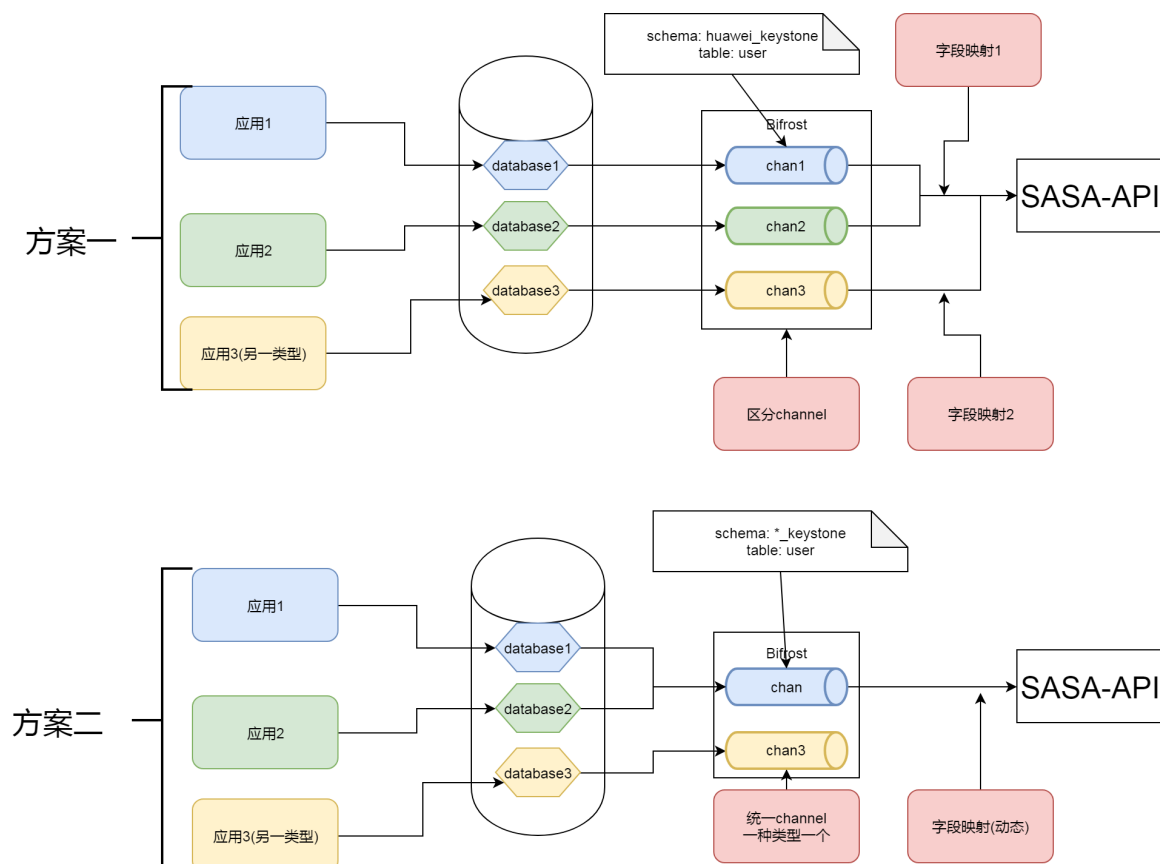 schema: huawei_keystone
table: user
字段映射1
应用1
Bifrost
database1
chan1
SASA-API
方案一
应用2
database2
chan2
database3
chan3
应用3(另一类型)
区分channel
字段映射2
schema: *_keystone
table: user
应用1
Bifrost
database1
chan
SASA-API
方案二
应用2
database2
chan3
database3
应用3(另一类型)
统一channel
一种类型一个
字段映射(动态)